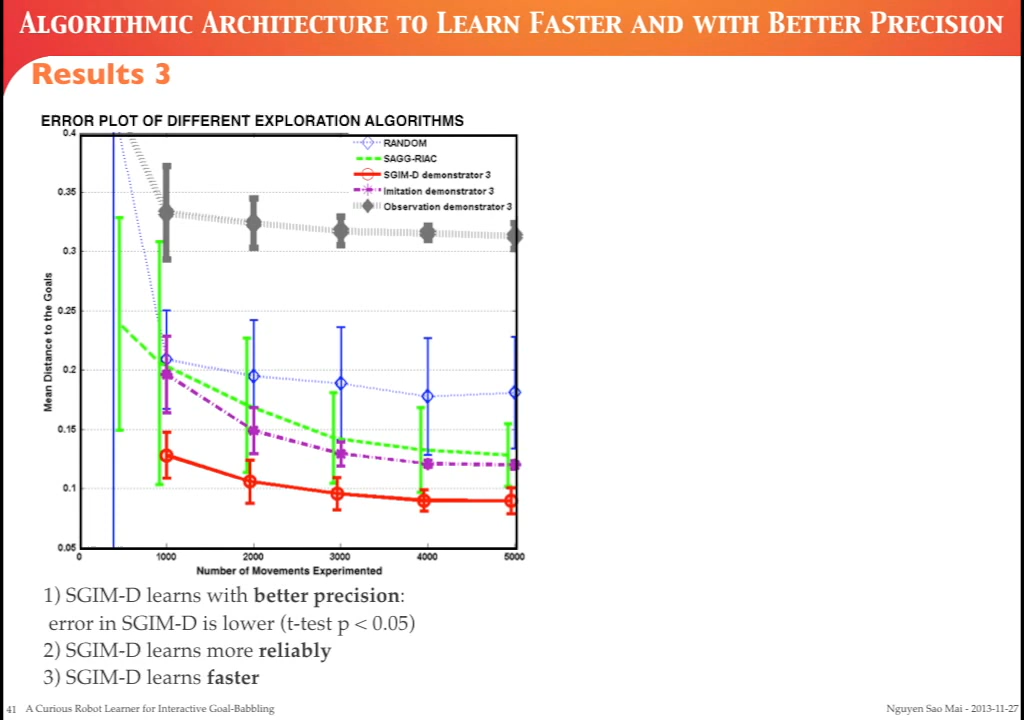 ALGORITHMIC ARCHITECTURE TO LEARN FASTER AND WITH BETTER PRECISION
Results 3
ERROR PLOT OF DIFFERENT EXPLORATION ALGORITHMS
0.4
0.35
0.3
0.25
0.2
0.15
0.1
0.05
Mean Distance to the Goals
RANDOM
SAGG-RIAC
SGIM-D demonstrator 3
Imitation demonstrator 3
Observation demonstrator 3
0 1000 2000 3000 4000 5000
Number of Movements Experimented
1) SGIM-D learns with better precision:
error in SGIM-D is lower (t-test p < 0.05)
2) SGIM-D learns more reliably
3) SGIM-D learns faster
41 A Curious Robot Learner for Interactive Goal-Babbling
Nguyen Sao Mai - 2013-11-27